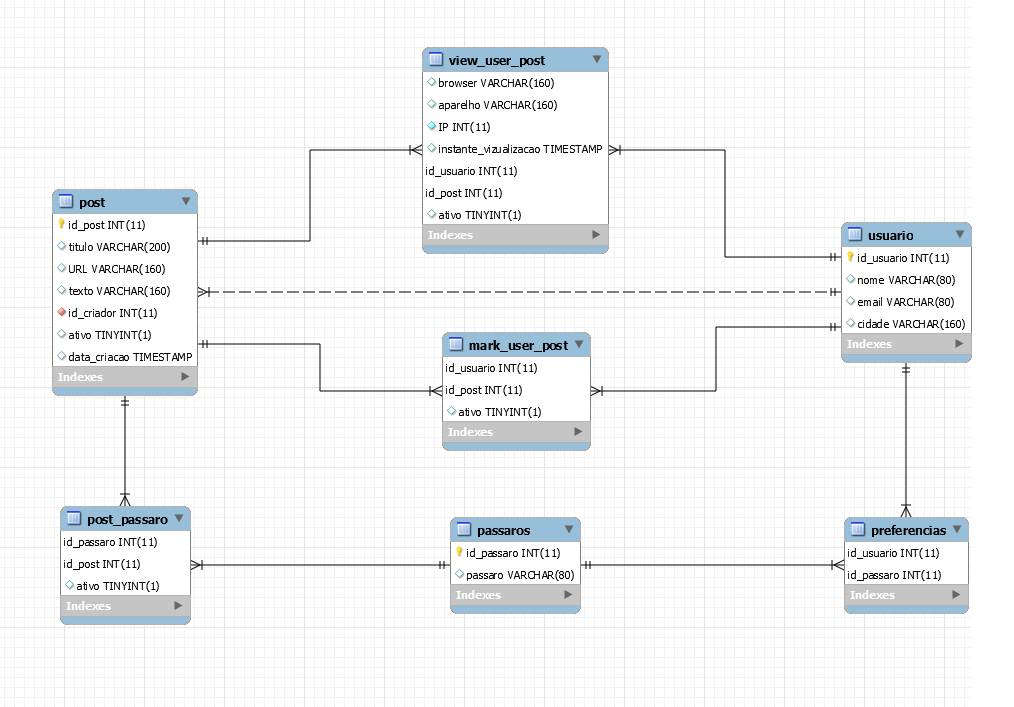 view_user_post
browser VARCHAR(160)
aparelho VARCHAR(160)
IP INT(11)
instante_vizualizacao TIMESTAMP
id_usuario INT(11)
id_post INT(11)
ativo TINYINT(1)
Indexes
post
id_post INT(11)
titulo VARCHAR(200)
URL VARCHAR(160)
texto VARCHAR(160)
id_criador INT(11)
ativo TINYINT(1)
data_criacao TIMESTAMP
Indexes
usuario
id_usuario INT(11)
nome VARCHAR(80)
email VARCHAR(80)
cidade VARCHAR(160)
Indexes
mark_user_post
id_usuario INT(11)
id_post INT(11)
ativo TINYINT(1)
Indexes
post_passaro
id_passaro INT(11)
id_post INT(11)
ativo TINYINT(1)
Indexes
passaros
id_passaro INT(11)
passaro VARCHAR(80)
Indexes
preferencias
id_usuario INT(11)
id_passaro INT(11)
Indexes